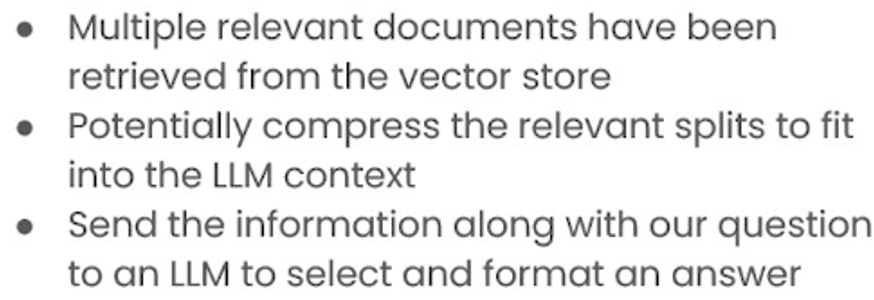 ● Multiple relevant documents have been
retrieved from the vector store
● Potentially compress the relevant splits to fit
into the LLM context
● Send the information along with our question
to an LLM to select and format an answer